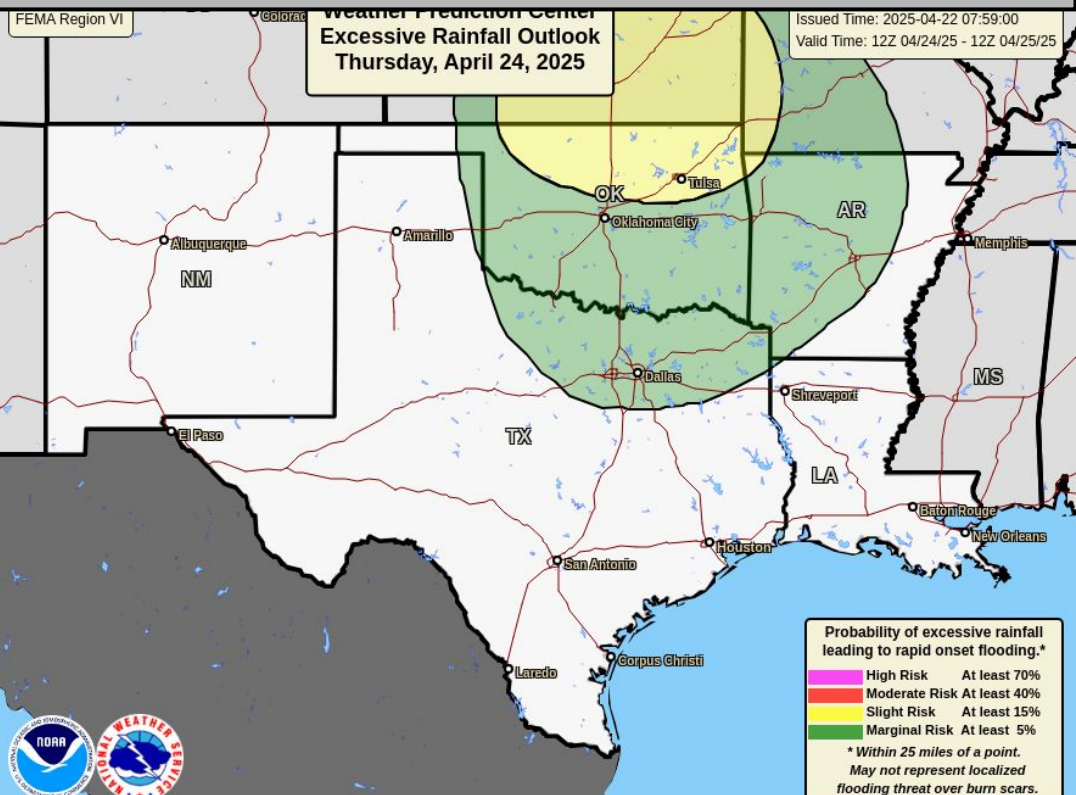 FEMA Region VI
Weather Prediction Center
Excessive Rainfall Outlook
Thursday, April 24, 2025
Issued Time: 2025-04-22 07:59:00
Valid Time: 12Z 04/24/25 - 12Z 04/25/25
Colorad
Tulsa
OK
Oklahoma City
AR
Albuquerque
Amarillo
Memphis
NM
Dallas
MS
Shreveport
El Paso
TX
LA
Baton Rouge
New Orleans
Houston
San Antonio
Corpus Christi
Laredo
Probability of excessive rainfall
leading to rapid onset flooding.*
High Risk At least 70%
Moderate Risk At least 40%
Slight Risk At least 15%
Marginal Risk At least 5%
* Within 25 miles of a point.
May not represent localized
flooding threat over burn scars.
NOAA
NATIONAL WEATHER SERVICE